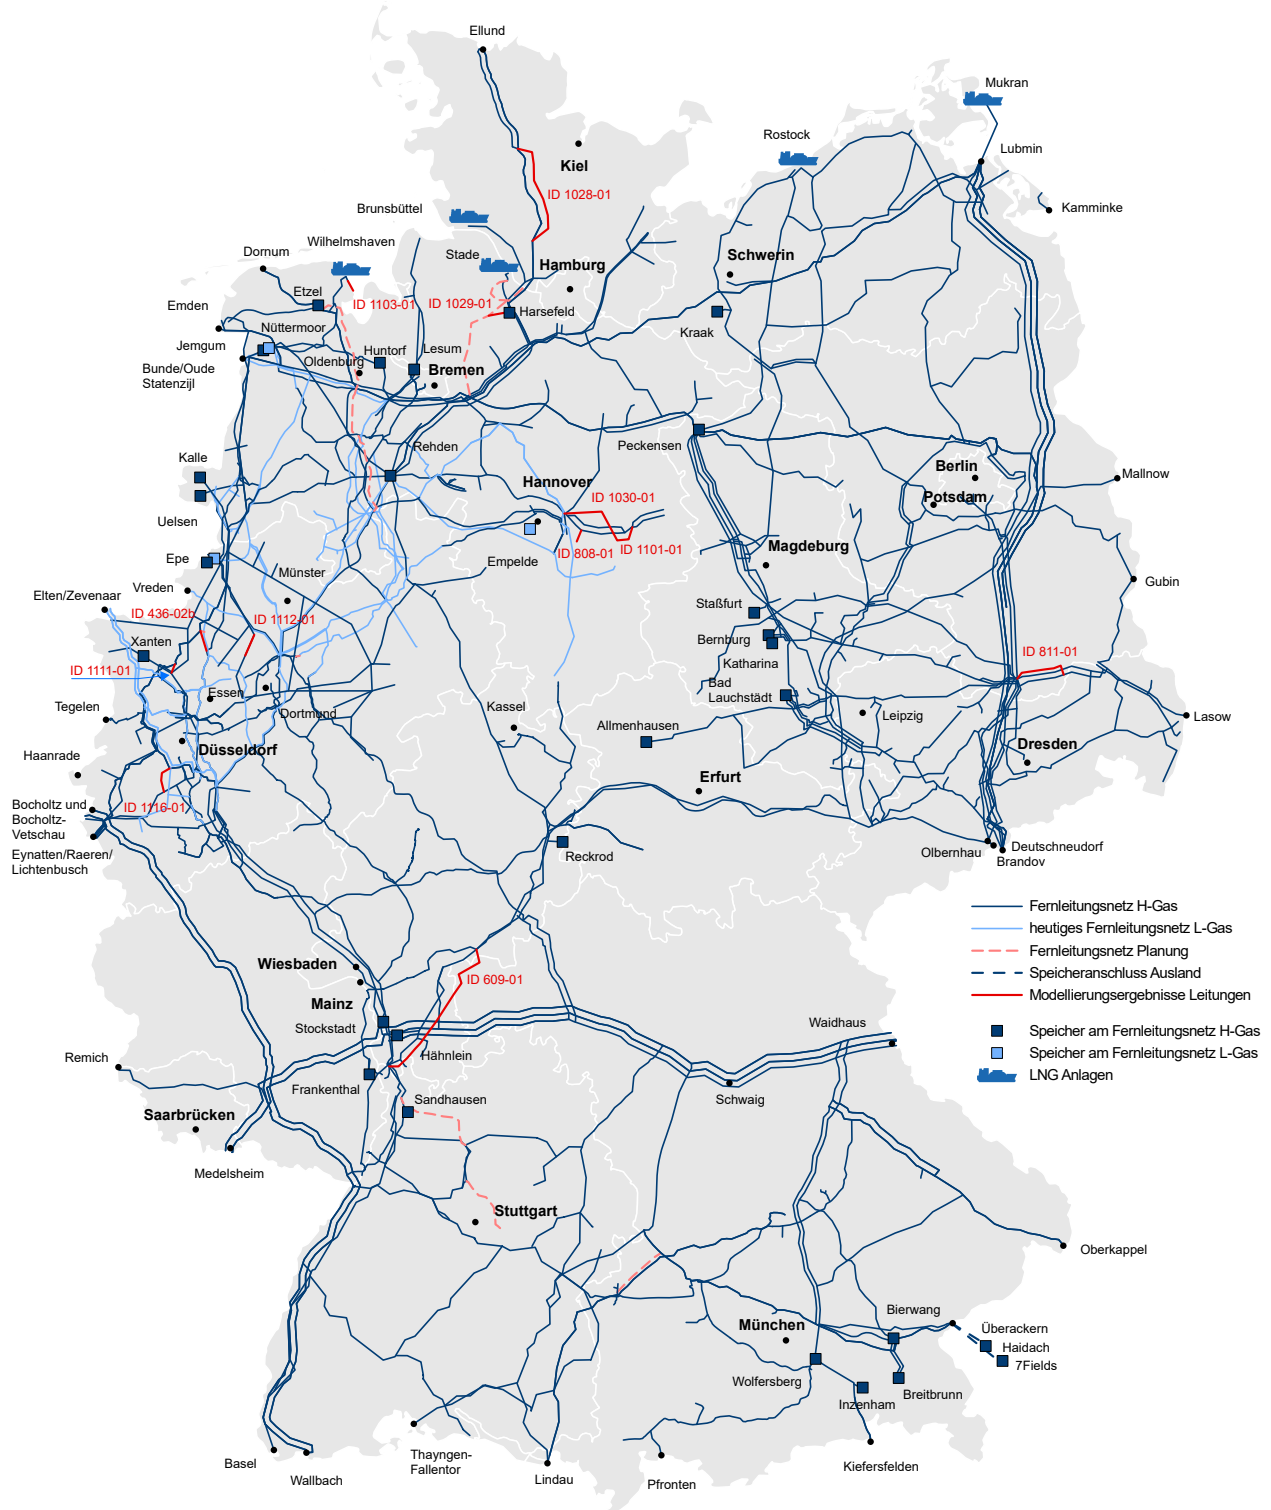 Ellund
Mukran
Rostock
Kiel
Lubmin
ID 1028-01
Brunsbüttel
Kamminke
Wilhelmshaven
Dornum
Stade
Schwerin
Hamburg
Etzel
ID 1103-01
ID 1029-01
Emden
Harsefeld
Nüttermoor
Kraak
Jemgum
Huntorf
Lesum
Oldenburg
Bunde/Oude
Statenzijl
Bremen
Rehden
Peckensen
Kalle
Berlin
Mallnow
Hannover
Potsdam
ID 1030-01
Uelsen
Magdeburg
ID 808-01
ID 1101-01
Epe
Empelde
Münster
Gubin
Vreden
Elten/Zevenaar
Staßfurt
ID 436-02b
ID 1112-01
Bernburg
Xanten
Katharina
ID 811-01
ID 1111-01
Bad
Lauchstädt
Essen
Tegelen
Dortmund
Kassel
Leipzig
Lasow
Allmenhausen
Düsseldorf
Dresden
Haanrade
Erfurt
Bocholtz und
Bocholtz-
Vetschau
ID 1116-01
Eynatten/Raeren/
Lichtenbusch
Reckrod
Olbernhau
Deutschneudorf
Brandov
Fernleitungsnetz H-Gas
heutiges Fernleitungsnetz L-Gas
Fernleitungsnetz Planung
Speicheranschluss Ausland
Modellierungsergebnisse Leitungen
Speicher am Fernleitungsnetz H-Gas
Speicher am Fernleitungsnetz L-Gas
LNG Anlagen
Wiesbaden
ID 609-01
Mainz
Stockstadt
Waidhaus
Remich
Hähnlein
Frankenthal
Sandhausen
Schwaig
Saarbrücken
Medelsheim
Stuttgart
Oberkappel
Bierwang
München
Überackern
Haidach
7Fields
Wolfersberg
Breitbrunn
Inzenham
Basel
Wallbach
Thayngen-
Fallentor
Lindau
Pfronten
Kiefersfelden